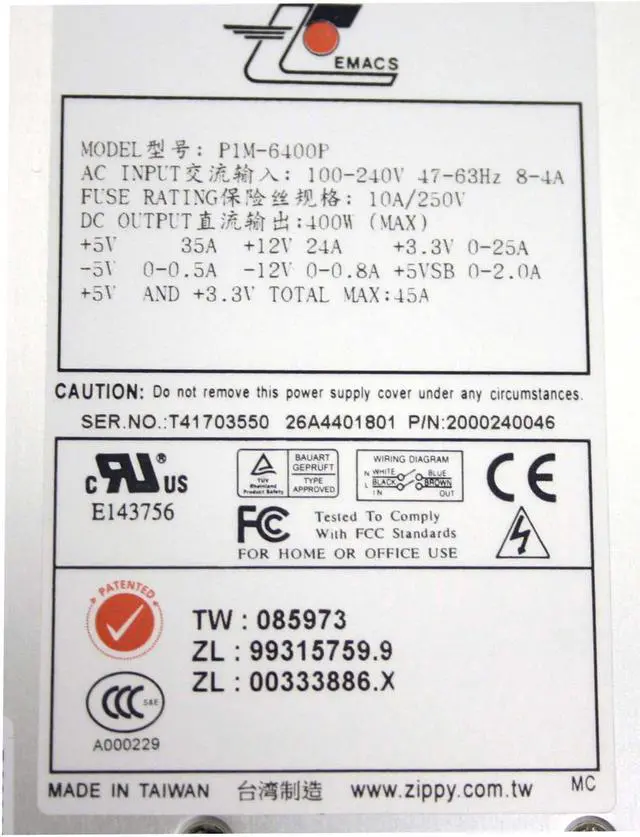 EMACS
MODEL型号: P1M-6400P
AC INPUT交流输入: 100-240V 47-63Hz 8-4A
FUSE RATING保险丝规格: 10A/250V
DC OUTPUT直流输出:400W (MAX)
+5V 35A +12V 24A +3.3V 0-25A
-5V 0-0.5A -12V 0-0.8A +5VSB 0-2.0A
+5V AND +3.3V TOTAL MAX:45A
CAUTION: Do not remove this power supply cover under any circumstances.
SER.NO.:T41703550 26A4401801 P/N:2000240046
c RU US ®
E143756
TÜV Rheinland Product Safety
BAUART GEPRÜFT
TYPE APPROVED
WIRING DIAGRAM
N WHITE BLUE
L BLACK BROWN
IN OUT
CE
FC
Tested To Comply
With FCC Standards
FOR HOME OR OFFICE USE
PATENTED
TW : 085973
ZL : 99315759.9
ZL : 00333886.X
CCC S&E
A000229
MADE IN TAIWAN 台湾制造 www.zippy.com.tw MC